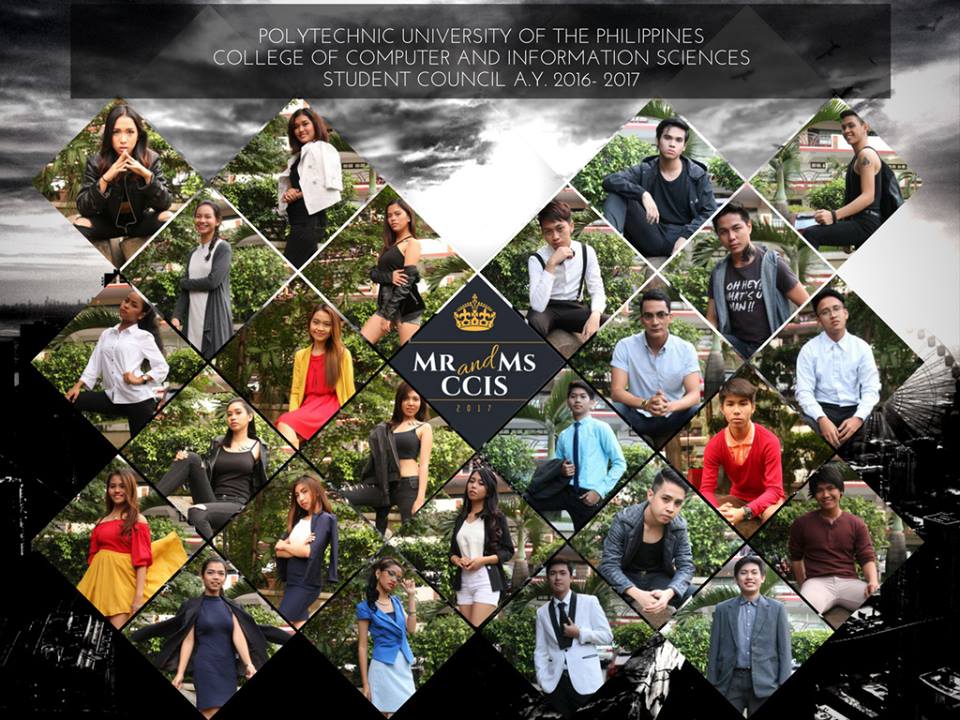 POLYTECHNIC UNIVERSITY OF THE PHILIPPINES
COLLEGE OF COMPUTER AND INFORMATION SCIENCES
STUDENT COUNCIL A.Y. 2016- 2017
OH HEY!
THAT'S U
MAN!!
MR and MS
CCIS
2017